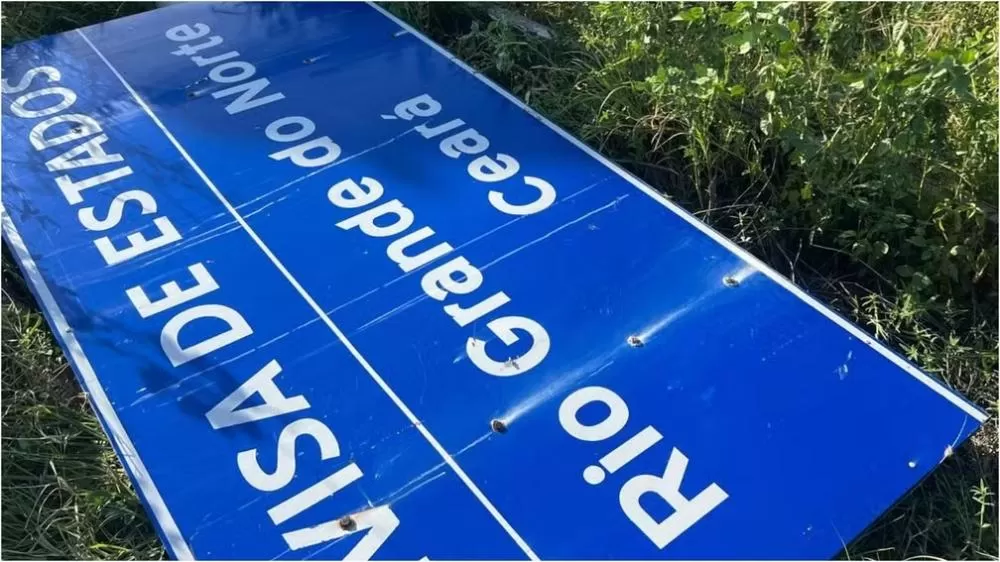 VISA DE ESTADOS
Rio Grande do Norte
Ceará